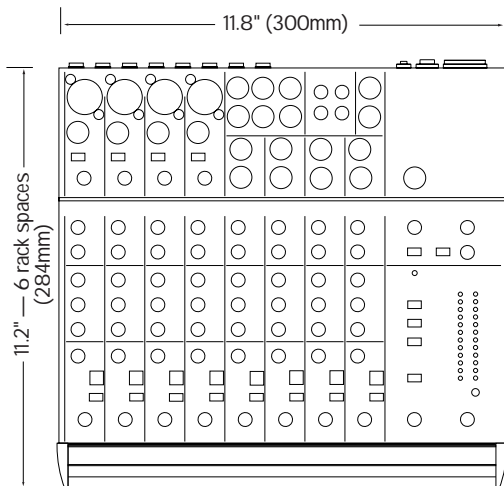 11.8" (300mm)
11.2" — 6 rack spaces
(284mm)